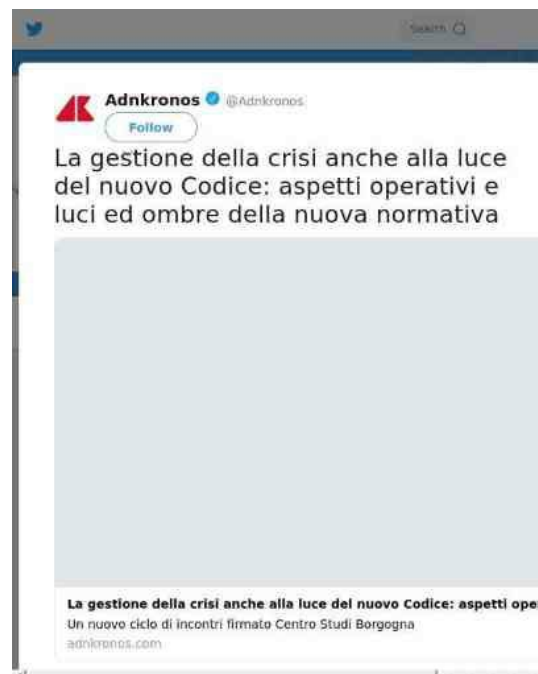 Search
Adnkronos @Adnkronos
Follow
La gestione della crisi anche alla luce
del nuovo Codice: aspetti operativi e
luci ed ombre della nuova normativa
La gestione della crisi anche alla luce del nuovo Codice: aspetti ope
Un nuovo ciclo di incontri firmato Centro Studi Borgogna
adnkronos.com